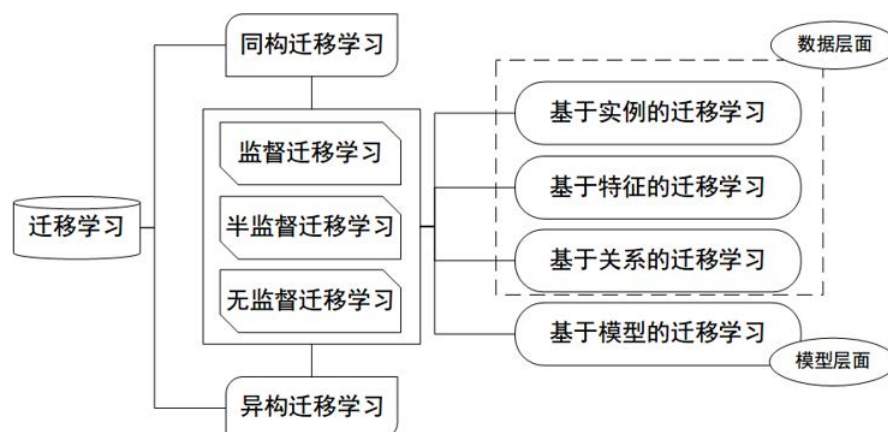 同构迁移学习
数据层面
基于实例的迁移学习
监督迁移学习
基于特征的迁移学习
迁移学习
半监督迁移学习
基于关系的迁移学习
无监督迁移学习
基于模型的迁移学习
模型层面
异构迁移学习